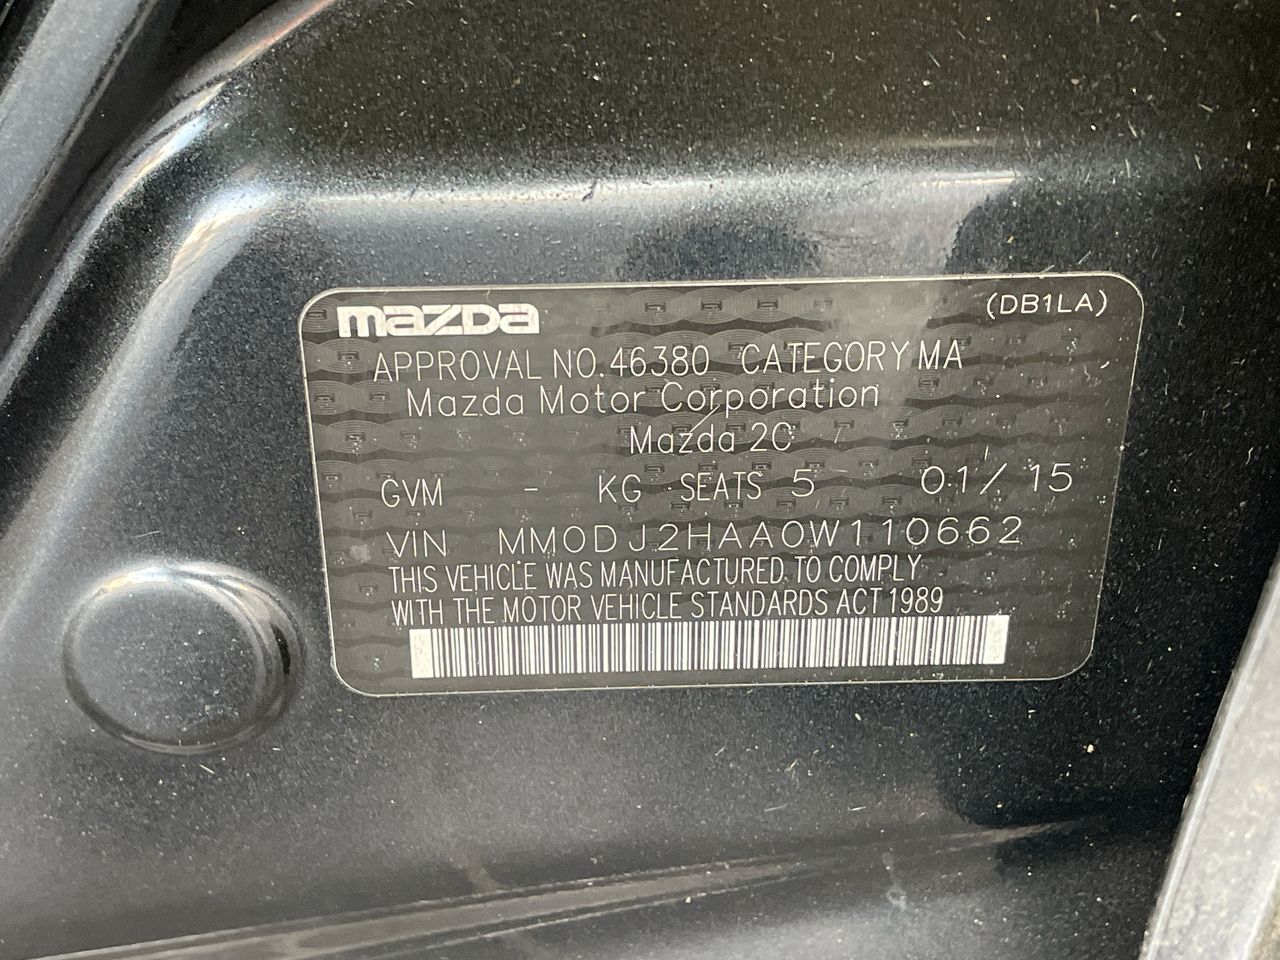 mazda
(DB1LA)
APPROVAL NO. 46380 CATEGORY MA
Mazda Motor Corporation
Mazda 2C
GVM - KG SEATS 5 01/15
VIN MM0DJ2HAA0W110662
THIS VEHICLE WAS MANUFACTURED TO COMPLY
WITH THE MOTOR VEHICLE STANDARDS ACT 1989